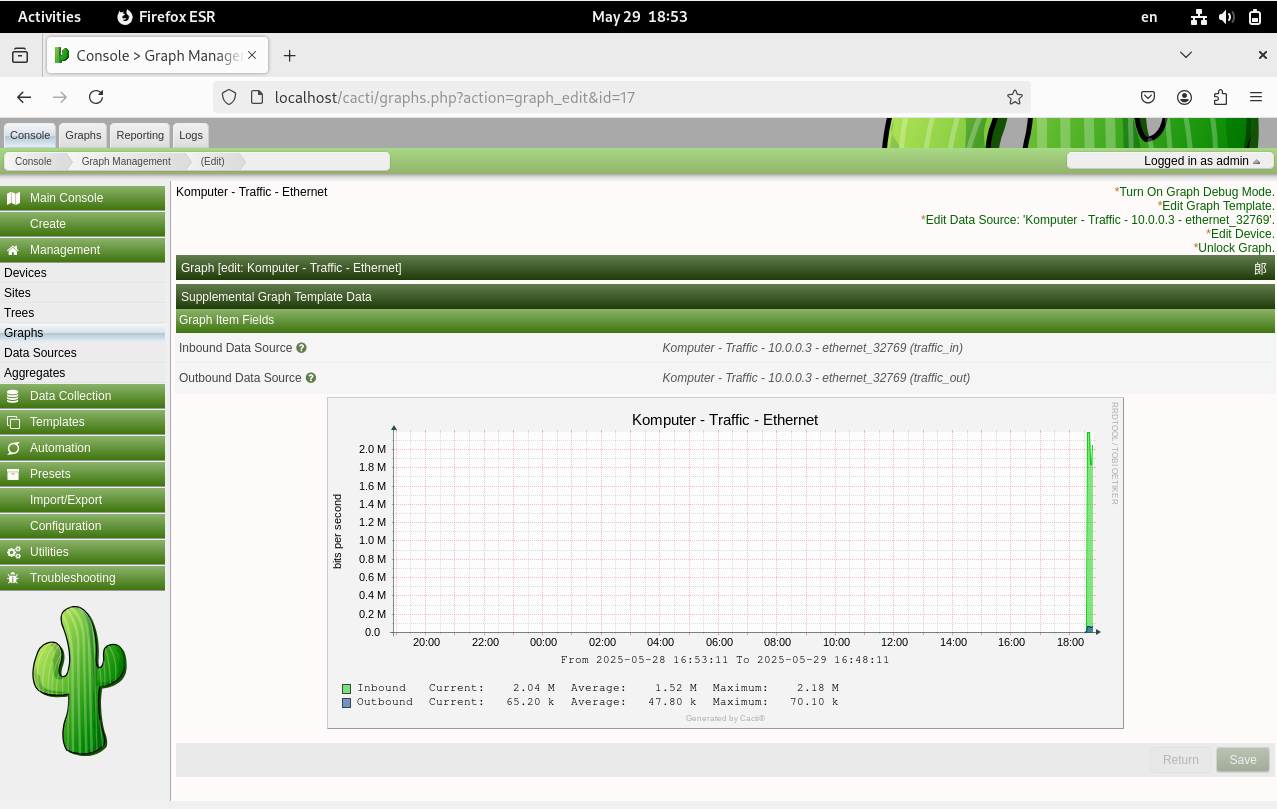 Activities Firefox ESR May 29 18:53 en
Console > Graph Manage
localhost/cacti/graphs.php?action=graph_edit&id=17
Console Graphs Reporting Logs
Console Graph Management (Edit) Logged in as admin
Main Console
Create
Management
Devices
Sites
Trees
Graphs
Data Sources
Aggregates
Data Collection
Templates
Automation
Presets
Import/Export
Configuration
Utilities
Troubleshooting
Komputer - Traffic - Ethernet
*Turn On Graph Debug Mode.
*Edit Graph Template.
*Edit Data Source: 'Komputer - Traffic - 10.0.0.3 - ethernet_32769'.
*Edit Device.
*Unlock Graph.
Graph [edit: Komputer - Traffic - Ethernet]
Supplemental Graph Template Data
Graph Item Fields
Inbound Data Source Komputer - Traffic - 10.0.0.3 - ethernet_32769 (traffic_in)
Outbound Data Source Komputer - Traffic - 10.0.0.3 - ethernet_32769 (traffic_out)
Komputer - Traffic - Ethernet
RRDTOOL / TOBI OETIKER
bits per second
2.0 M
1.8 M
1.6 M
1.4 M
1.2 M
1.0 M
0.8 M
0.6 M
0.4 M
0.2 M
0.0
20:00 22:00 00:00 02:00 04:00 06:00 08:00 10:00 12:00 14:00 16:00 18:00
From 2025-05-28 16:53:11 To 2025-05-29 16:48:11
Inbound Current: 2.04 M Average: 1.52 M Maximum: 2.18 M
Outbound Current: 65.20 k Average: 47.80 k Maximum: 70.10 k
Generated by Cacti®
Return Save